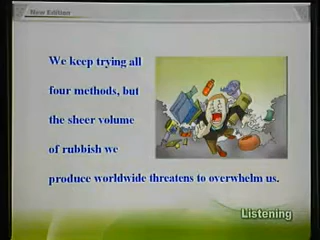 New Edition
We keep trying all
four methods, but
the sheer volume
of rubbish we
produce worldwide threatens to overwhelm us.
Listening